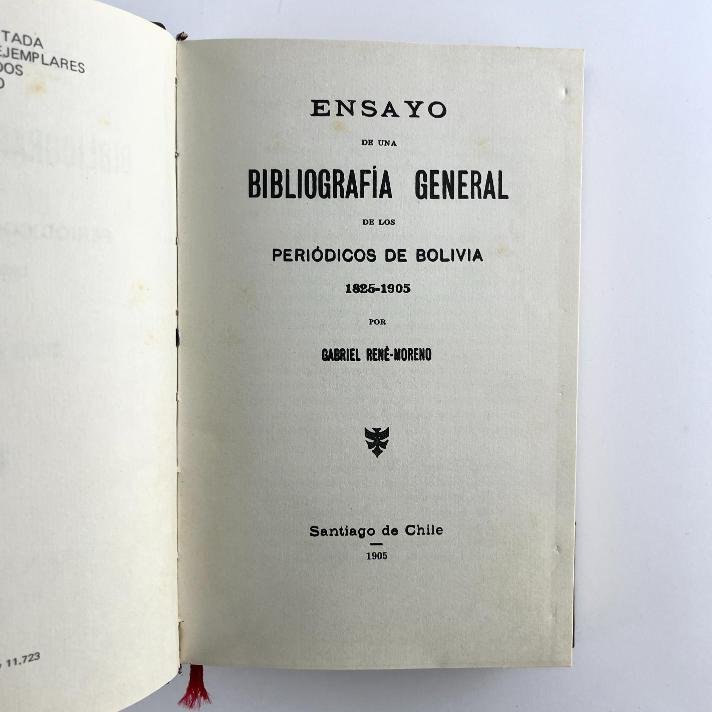 TADA
EJEMPLARES
DOS
O
11.723
ENSAYO
DE UNA
BIBLIOGRAFÍA GENERAL
DE LOS
PERIÓDICOS DE BOLIVIA
1825-1905
POR
GABRIEL RENÉ-MORENO
Santiago de Chile
1905